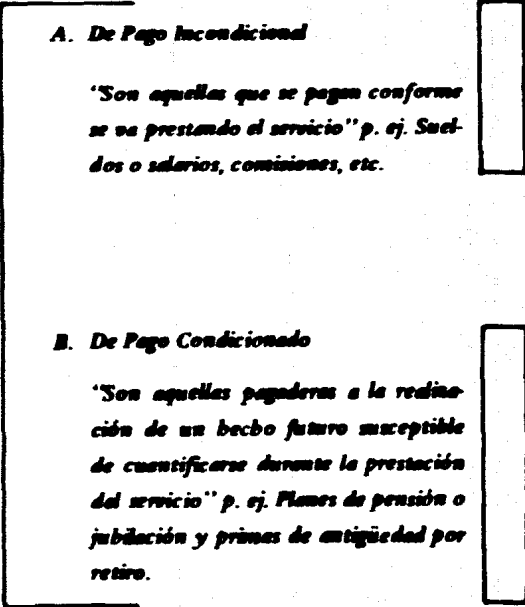 A. De Pago Incondicional
“Son aquellas que se pagan conforme
se va prestando el servicio” p. ej. Suel-
dos o salarios, comisiones, etc.
B. De Pago Condicionado
“Son aquellas pagaderas a la realiza-
ción de un hecho futuro susceptible
de cuantificarse durante la prestación
del servicio” p. ej. Planes de pensión o
jubilación y primas de antigüedad por
retiro.